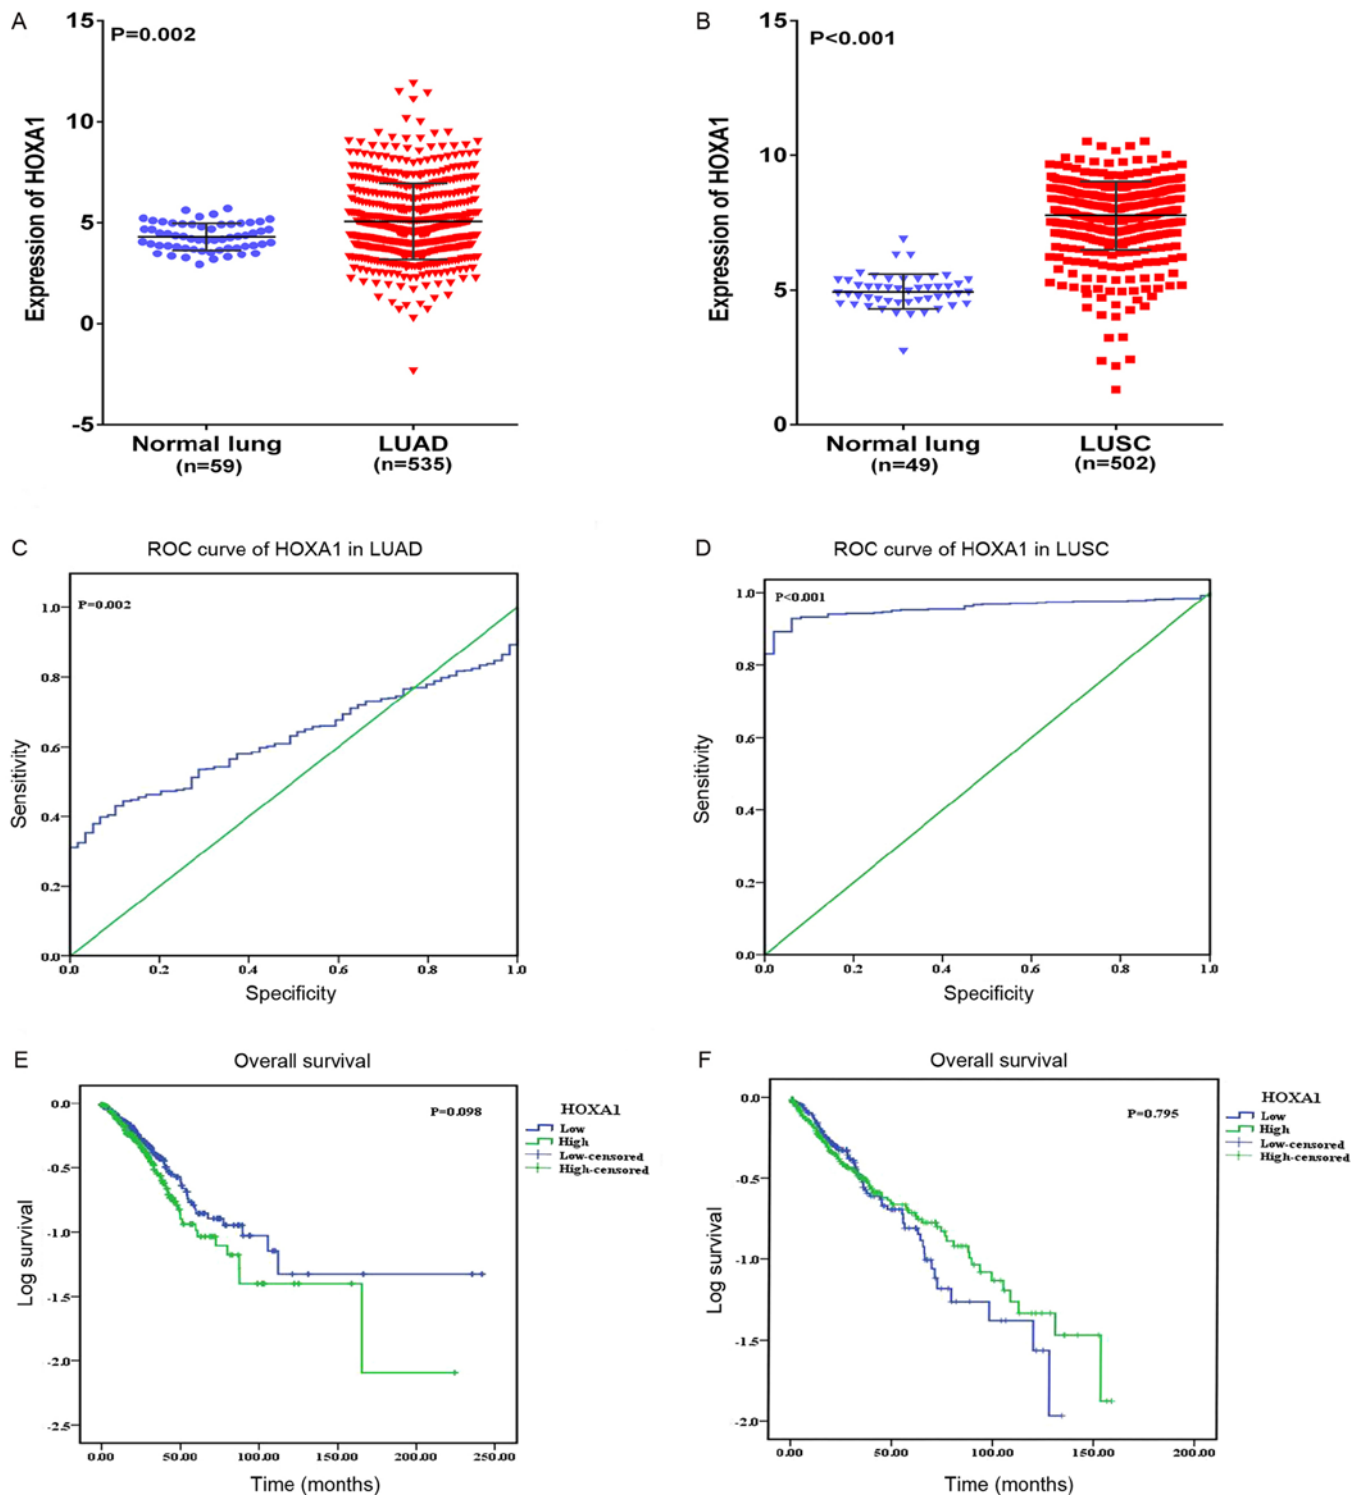 A
B
P=0.002
P<0.001
Expression of HOXA1
15
10
5
0
-5
Normal lung
(n=59)
LUAD
(n=535)
Expression of HOXA1
15
10
5
0
Normal lung
(n=49)
LUSC
(n=502)
C
ROC curve of HOXA1 in LUAD
P=0.002
Sensitivity
1.0
0.8
0.6
0.4
0.2
0.0
0.0 0.2 0.4 0.6 0.8 1.0
Specificity
D
ROC curve of HOXA1 in LUSC
P<0.001
Sensitivity
1.0
0.8
0.6
0.4
0.2
0.0
0.0 0.2 0.4 0.6 0.8 1.0
Specificity
E
Overall survival
P=0.098
Log survival
0.0
-0.5
-1.0
-1.5
-2.0
-2.5
0.00 50.00 100.00 150.00 200.00 250.00
Time (months)
HOXA1
Low
High
Low-censored
High-censored
F
Overall survival
P=0.795
Log survival
0.0
-0.5
-1.0
-1.5
-2.0
0.00 50.00 100.00 150.00 200.00
Time (months)
HOXA1
Low
High
Low-censored
High-censored